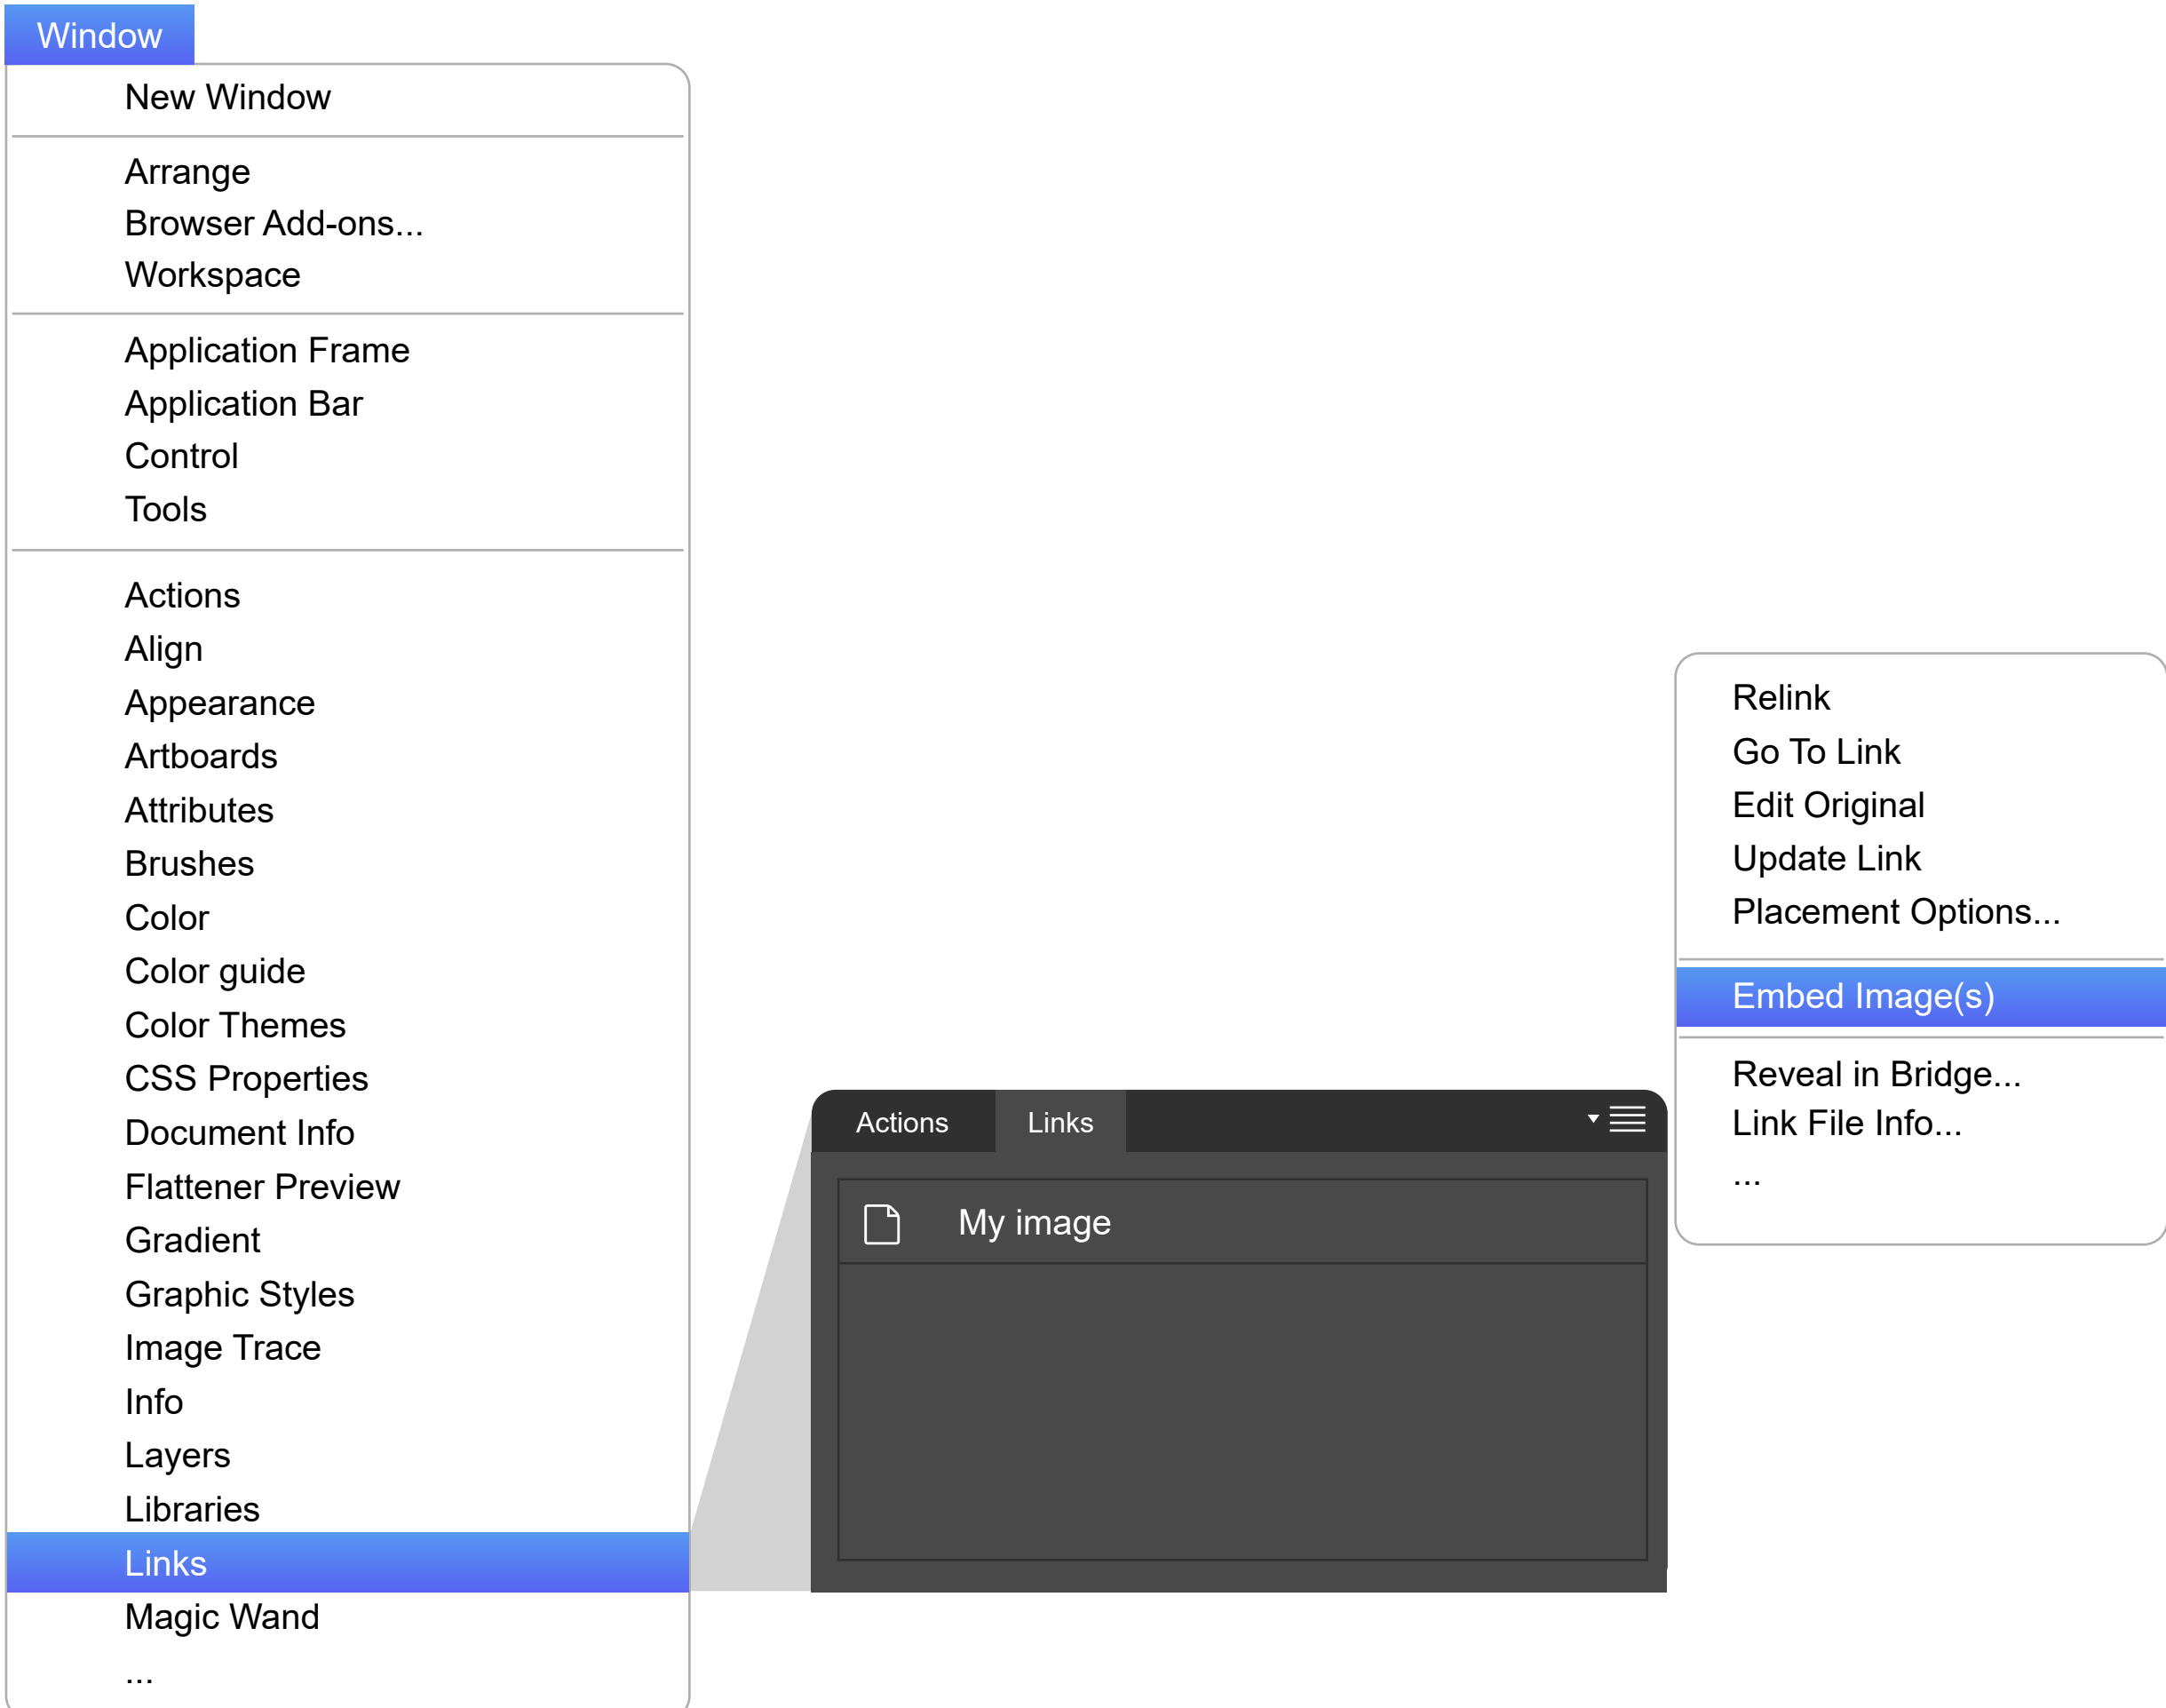 Window
New Window
Arrange
Browser Add-ons...
Workspace
Application Frame
Application Bar
Control
Tools
Actions
Align
Appearance
Artboards
Attributes
Brushes
Color
Color guide
Color Themes
CSS Properties
Document Info
Flattener Preview
Gradient
Graphic Styles
Image Trace
Info
Layers
Libraries
Links
Magic Wand
...
Actions
Links
My image
Relink
Go To Link
Edit Original
Update Link
Placement Options...
Embed Image(s)
Reveal in Bridge...
Link File Info...
...